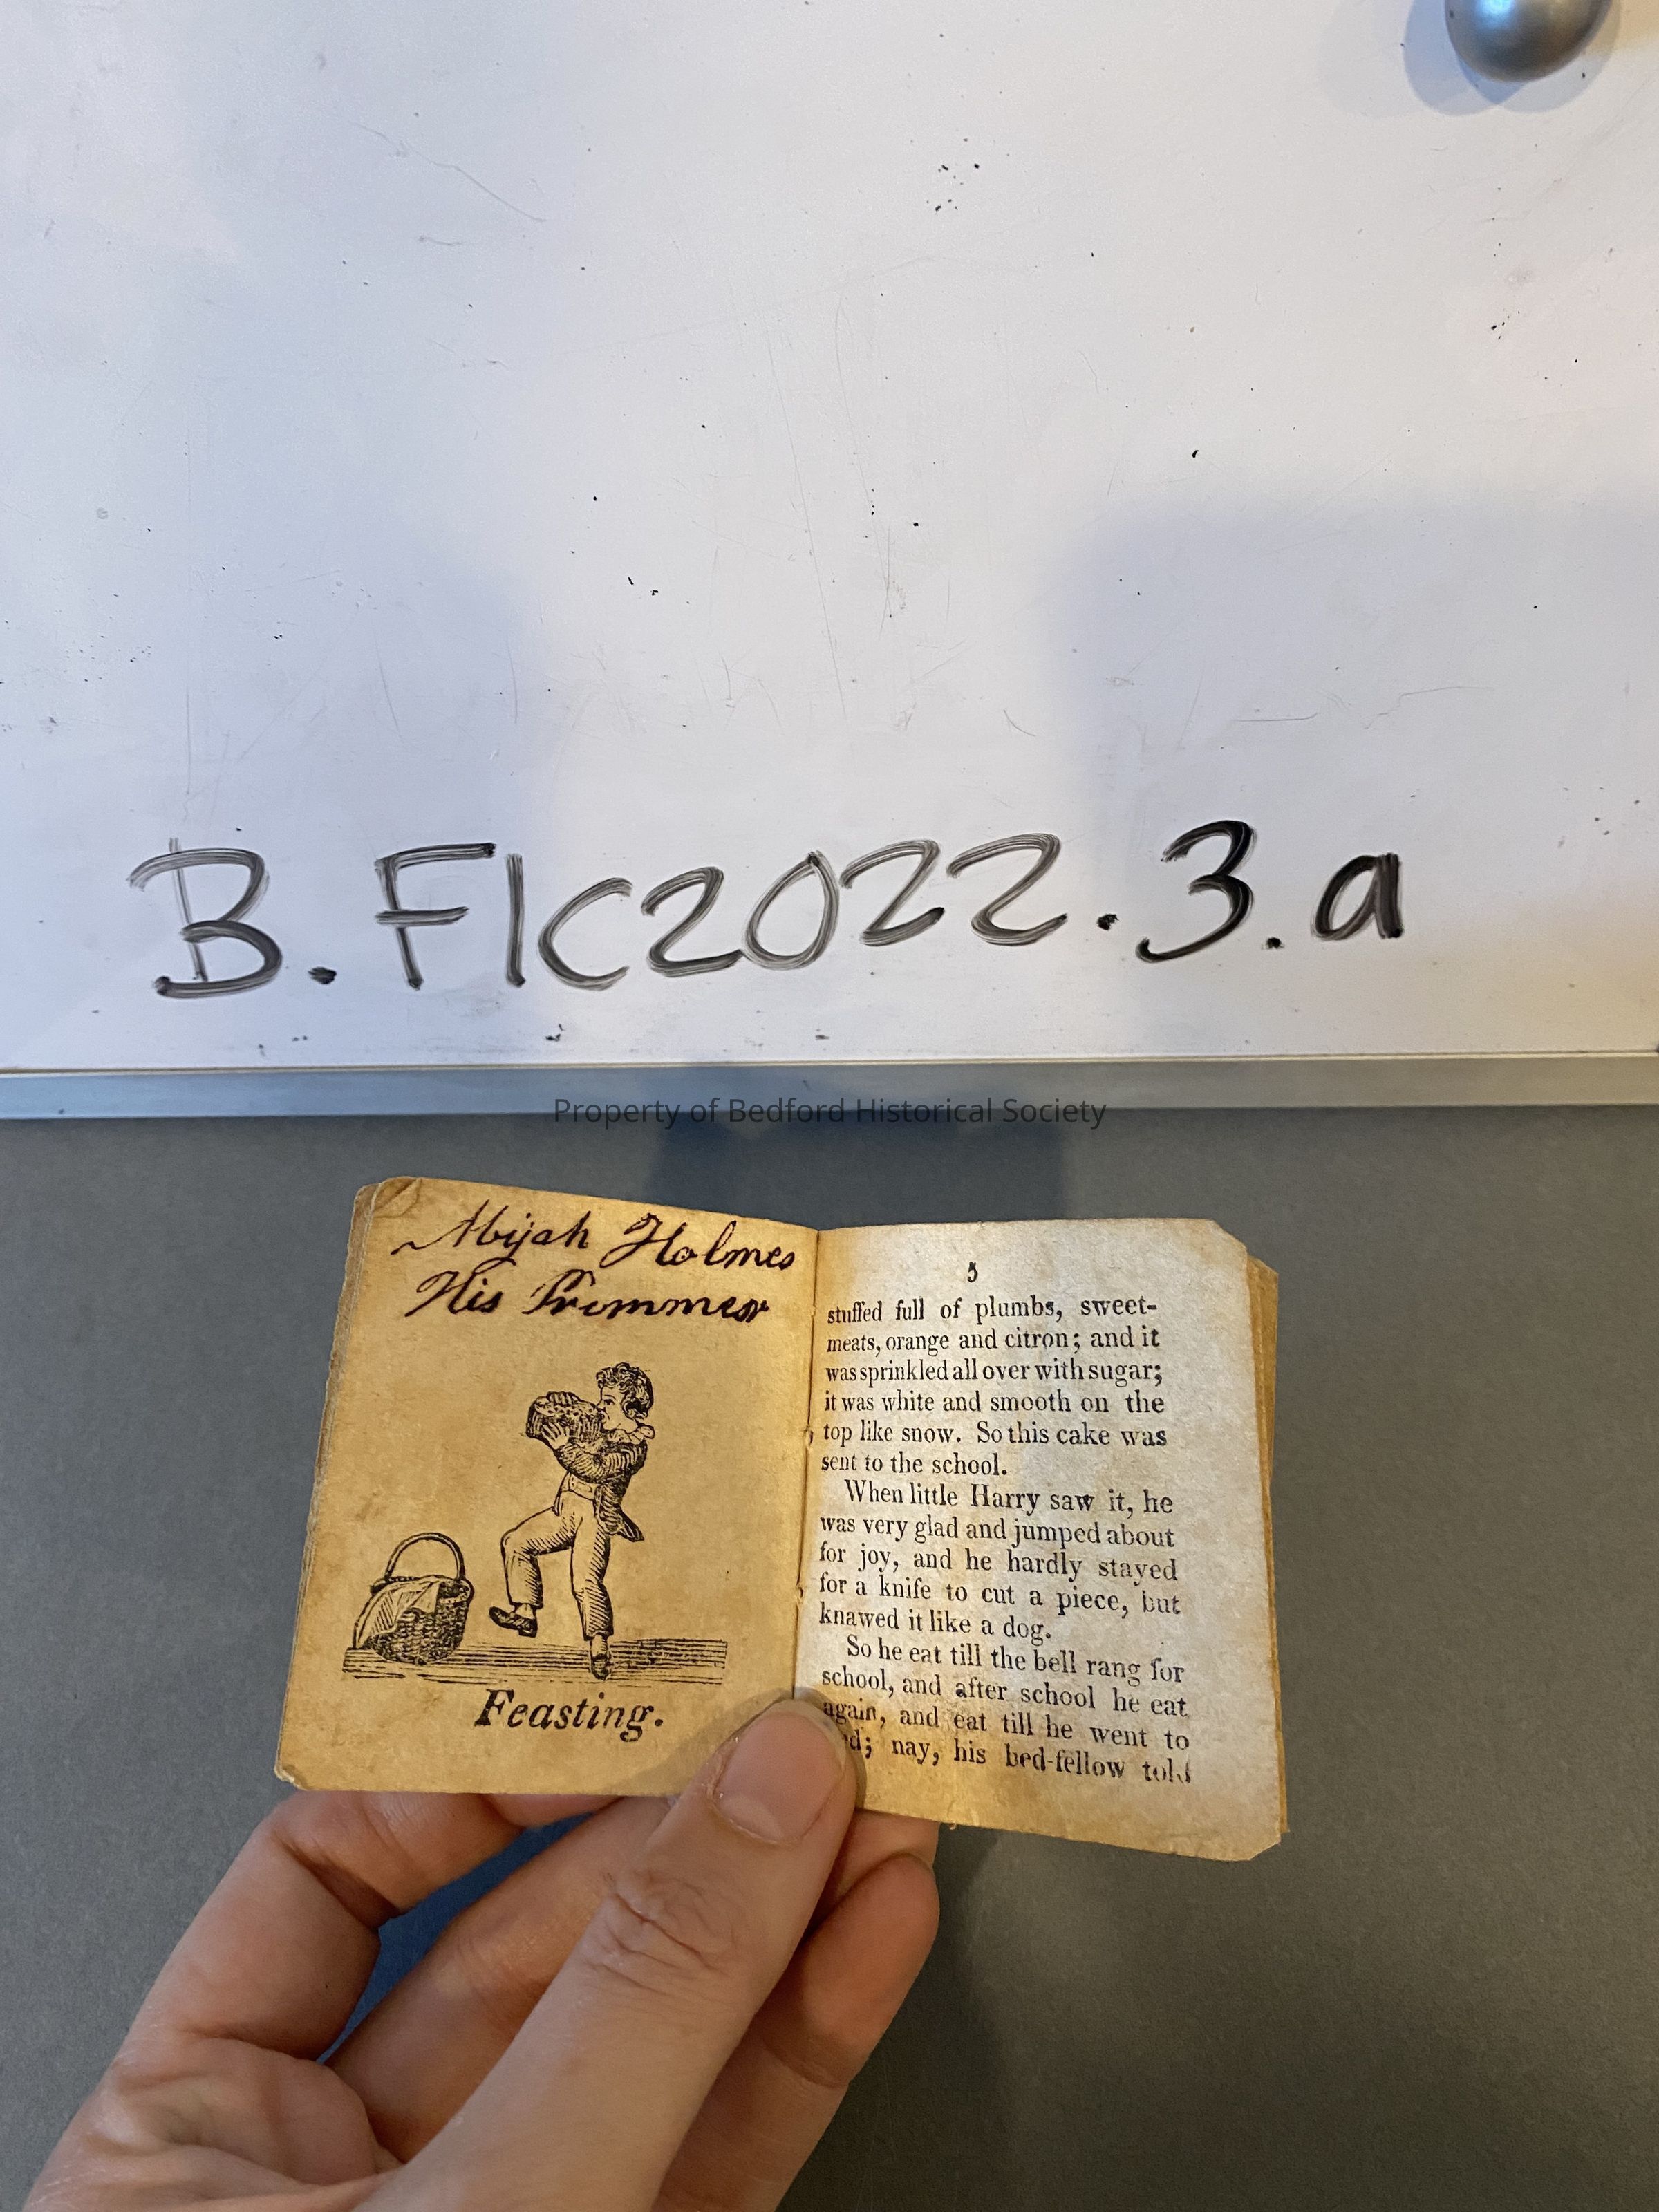 B.FIC2022.3.a
Property of Bedford Historical Society
Abijah Holmes
His Primmer
Feasting.
5
stuffed full of plumbs, sweet-
meats, orange and citron; and it
was sprinkled all over with sugar;
it was white and smooth on the
top like snow. So this cake was
sent to the school.
When little Harry saw it, he
was very glad and jumped about
for joy, and he hardly stayed
for a knife to cut a piece, but
knawed it like a dog.
So he eat till the bell rang for
school, and after school he eat
again, and eat till he went to
nay, his bed-fellow told